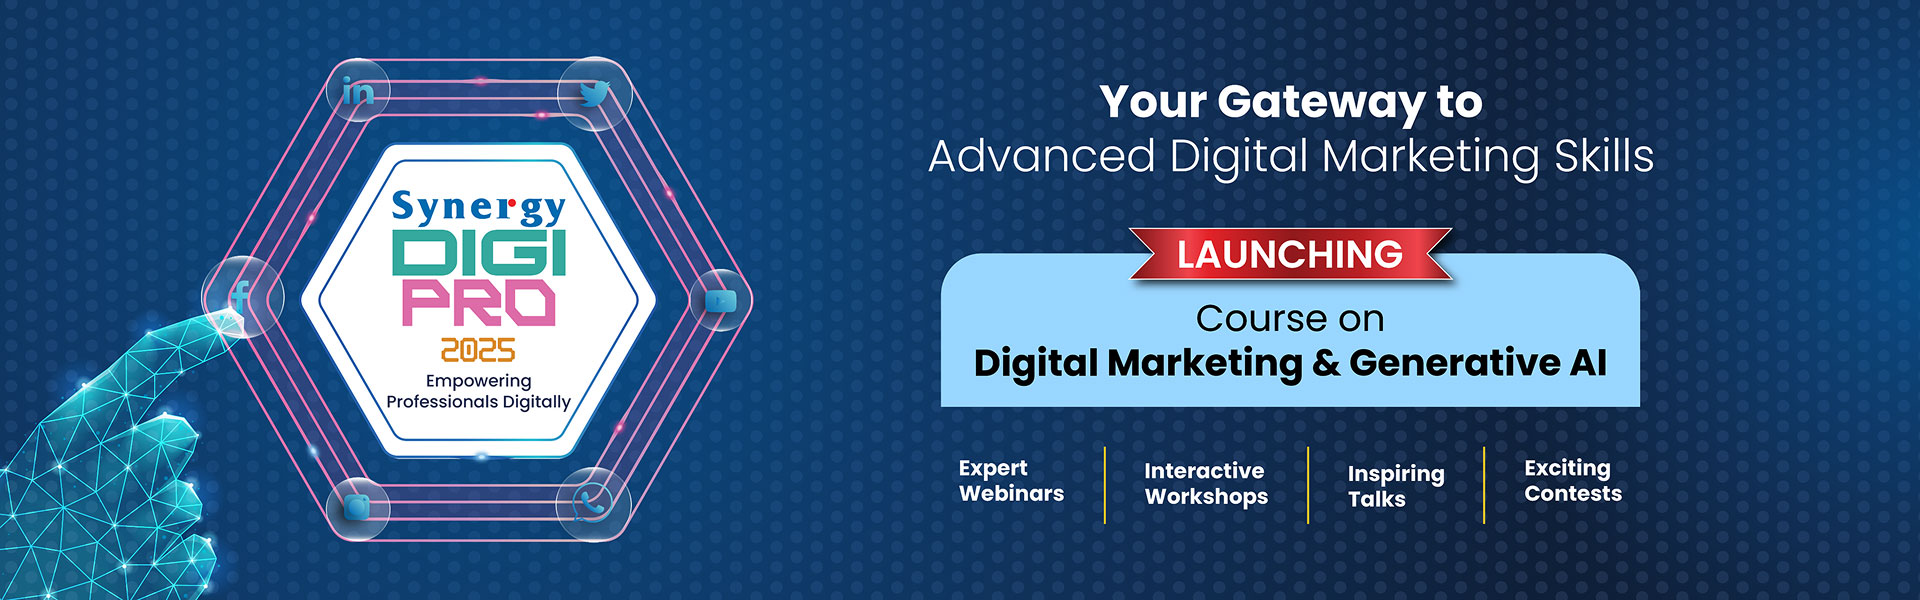 Synergy
DIGI
PRO
2025
Empowering
Professionals Digitally
Your Gateway to
Advanced Digital Marketing Skills
LAUNCHING
Course on
Digital Marketing & Generative AI
Expert
Webinars
Interactive
Workshops
Inspiring
Talks
Exciting
Contests